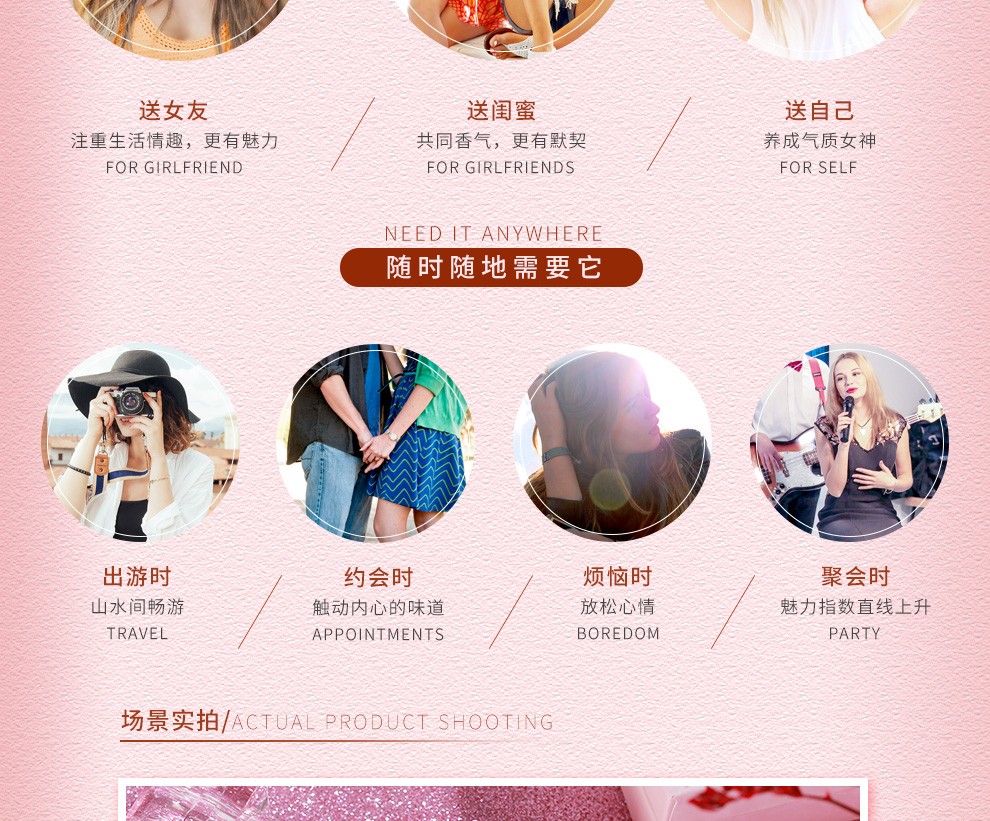 送女友
注重生活情趣，更有魅力
FOR GIRLFRIEND
送闺蜜
共同香气，更有默契
FOR GIRLFRIENDS
送自己
养成气质女神
FOR SELF
NEED IT ANYWHERE
随时随地需要它
出游时
山水间畅游
TRAVEL
约会时
触动内心的味道
APPOINTMENTS
烦恼时
放松心情
BOREDOM
聚会时
魅力指数直线上升
PARTY
场景实拍/ACTUAL PRODUCT SHOOTING